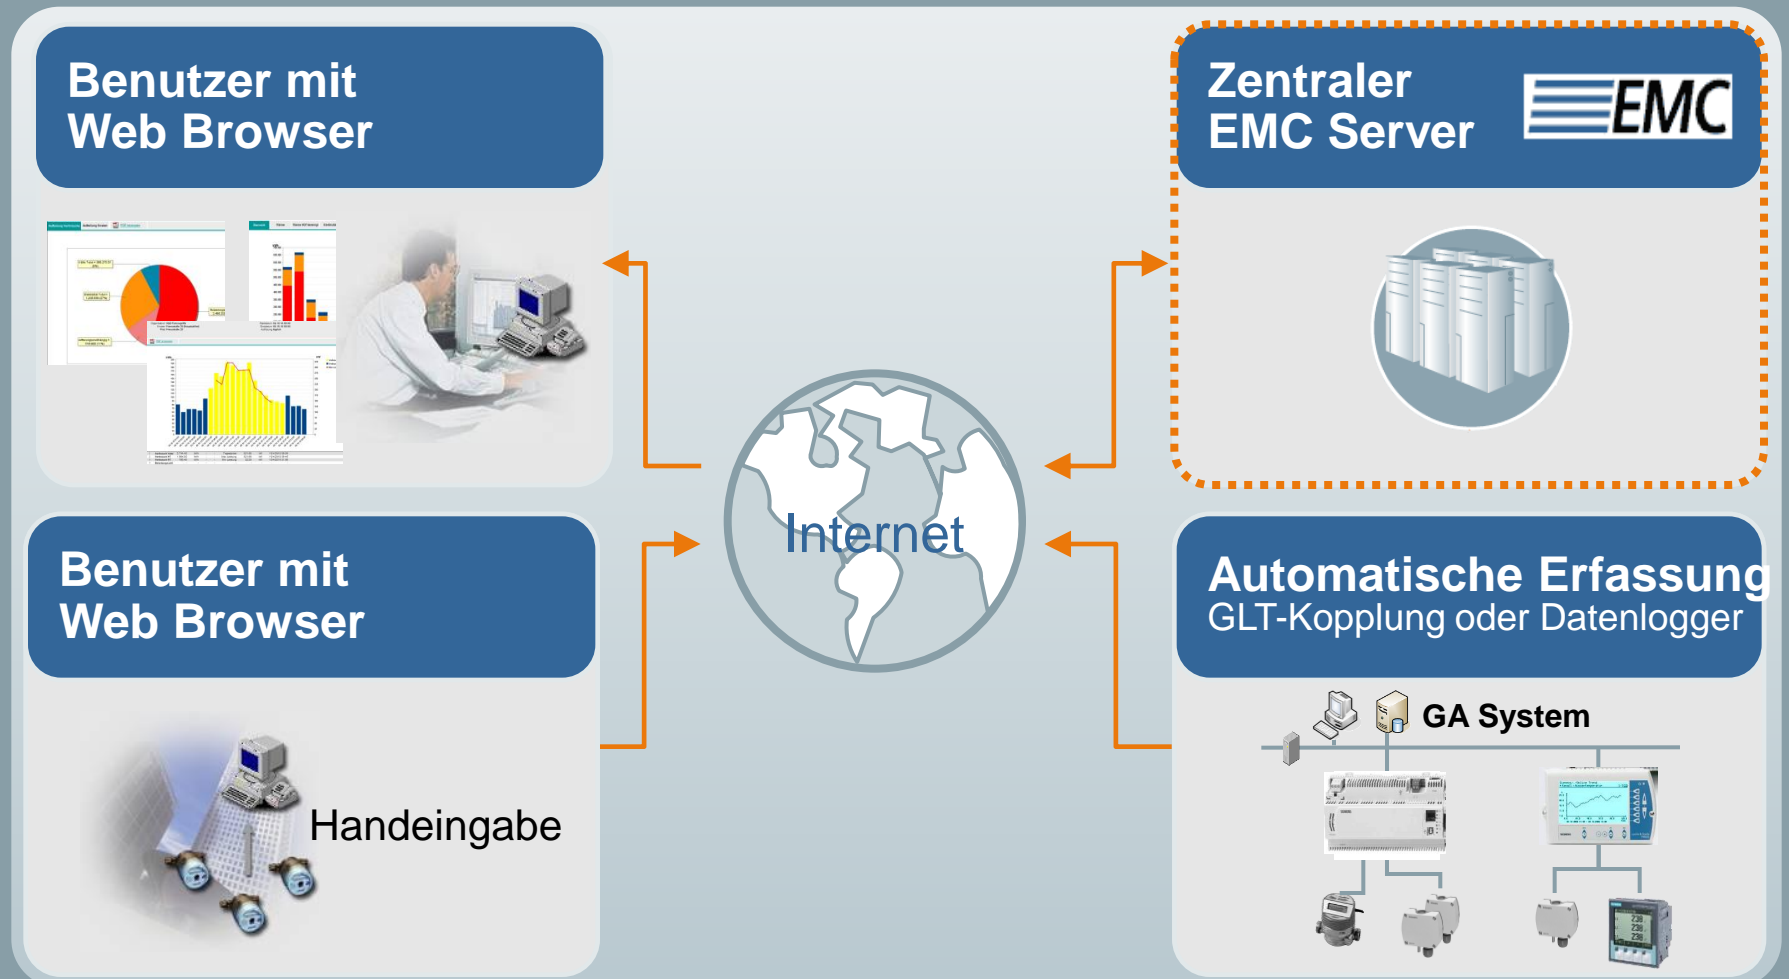 Benutzer mit
Web Browser
Zentraler
EMC Server
EMC
Internet
Benutzer mit
Web Browser
Handeingabe
Automatische Erfassung
GLT-Kopplung oder Datenlogger
GA System